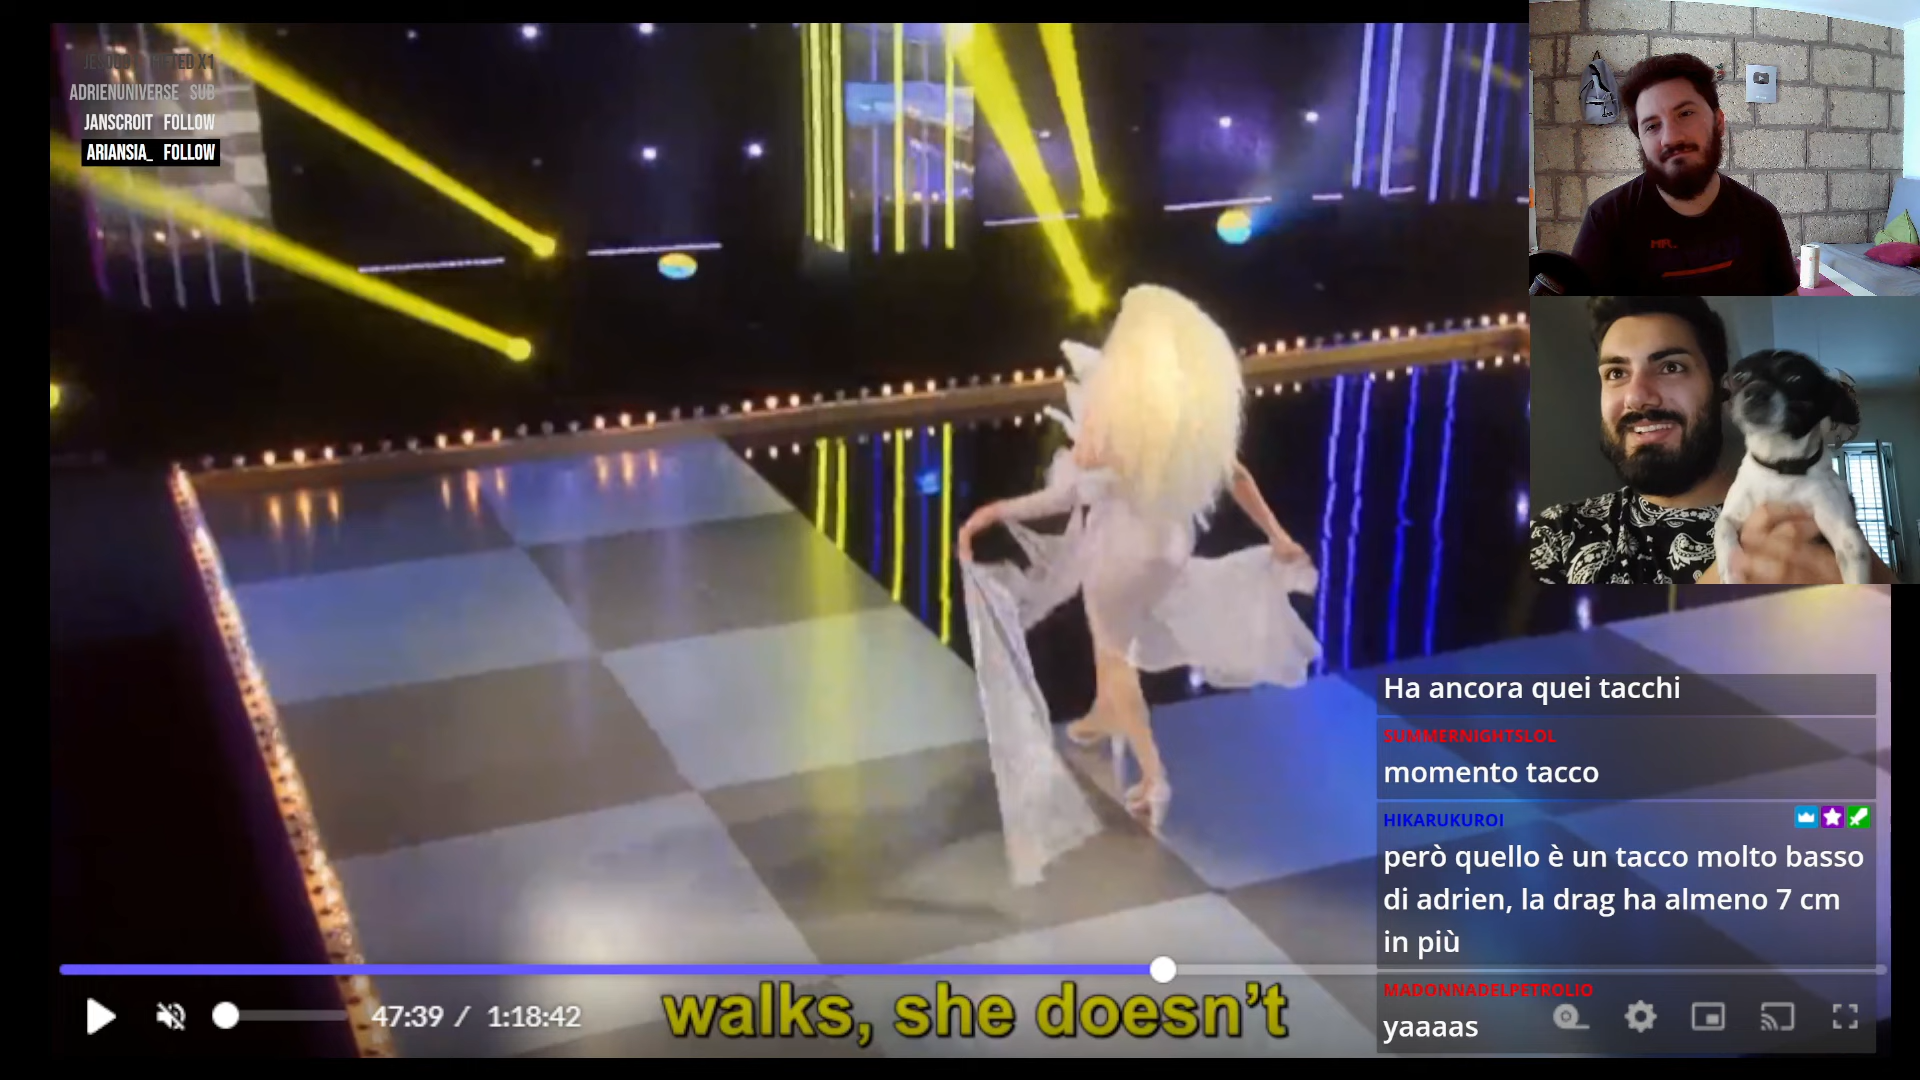 ADRIENUNIVERSE SUB
JANSCROIT FOLLOW
ARIANSIA_ FOLLOW
MR.
Ha ancora quei tacchi
SUMMERNIGHTSLOL
momento tacco
HIKARUKUROI
però quello è un tacco molto basso
di adrien, la drag ha almeno 7 cm
in più
MADONNADELPETROLIO
yaaaas
47:39 / 1:18:42
walks, she doesn't